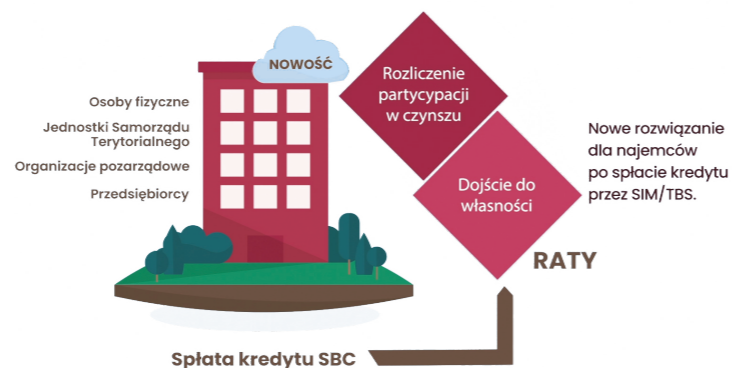 NOWOŚĆ
Osoby fizyczne
Jednostki Samorządu
Terytorialnego
Organizacje pozarządowe
Przedsiębiorcy
Rozliczenie
partycypacji
w czynszu
Dojście do
własności
Nowe rozwiązanie
dla najemców
po spłacie kredytu
przez SIM/TBS.
RATY
Spłata kredytu SBC